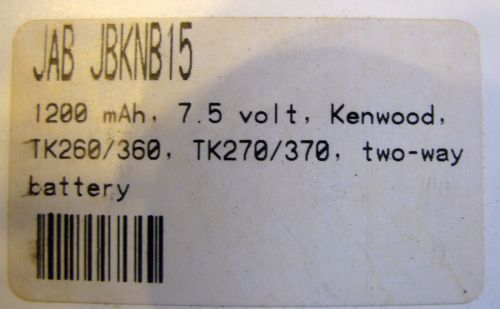 JAB JBKNB15
1200 mAh, 7.5 volt, Kenwood,
TK260/360, TK270/370, two-way
battery